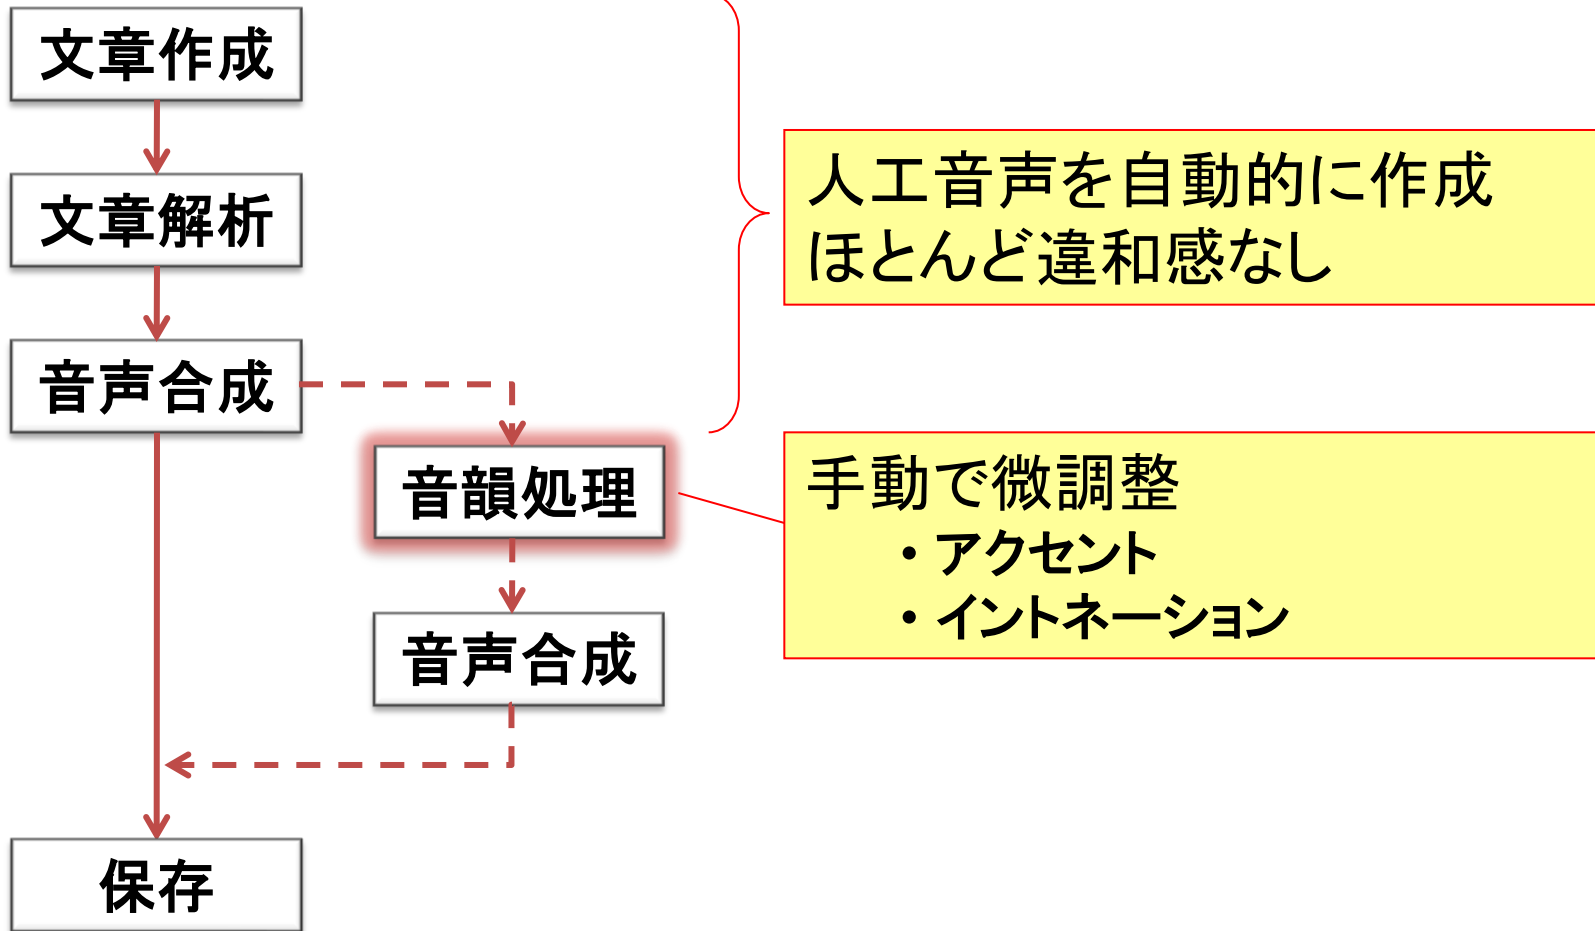 文章作成
文章解析
音声合成
人工音声を自動的に作成
ほとんど違和感なし
音韻処理
手動で微調整
・アクセント
・イントネーション
音声合成
保存